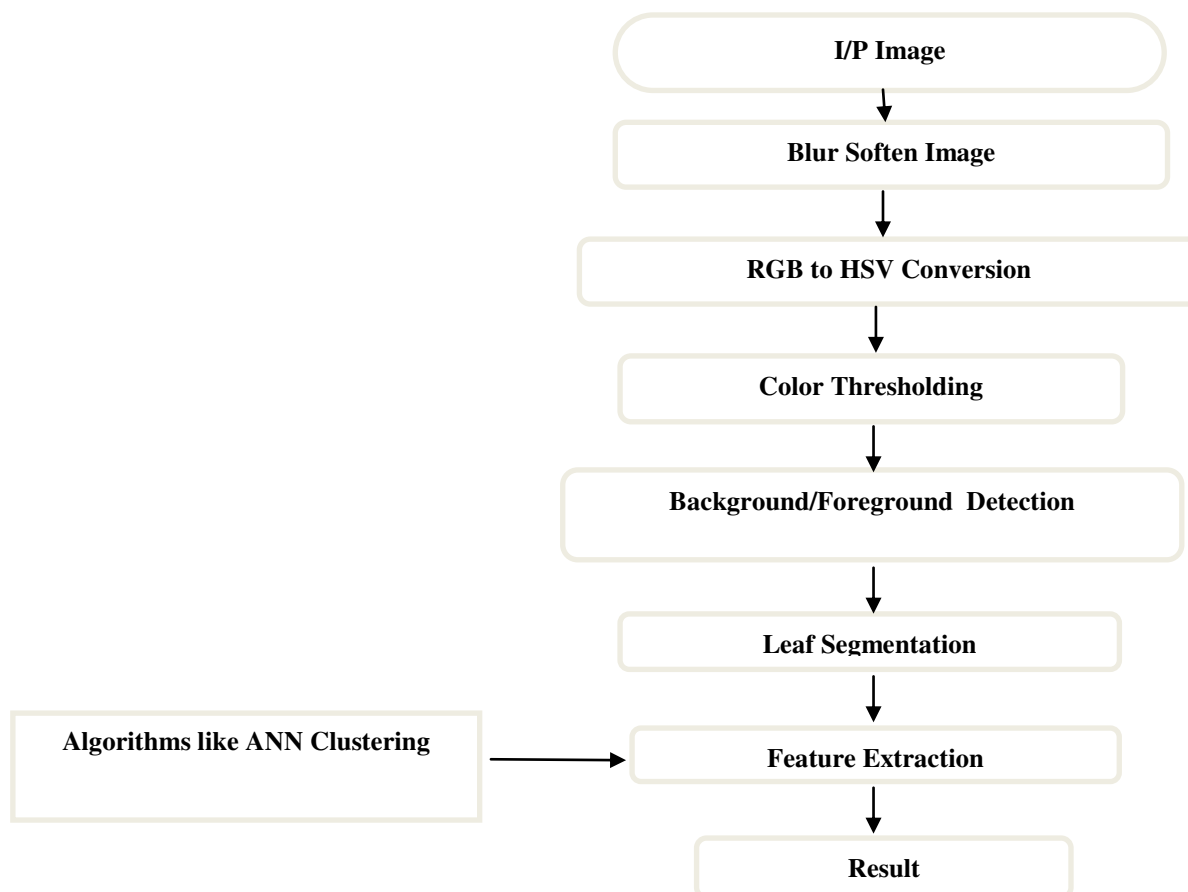 I/P Image
Blur Soften Image
RGB to HSV Conversion
Color Thresholding
Background/Foreground  Detection
Leaf Segmentation
Algorithms like ANN Clustering
Feature Extraction
Result